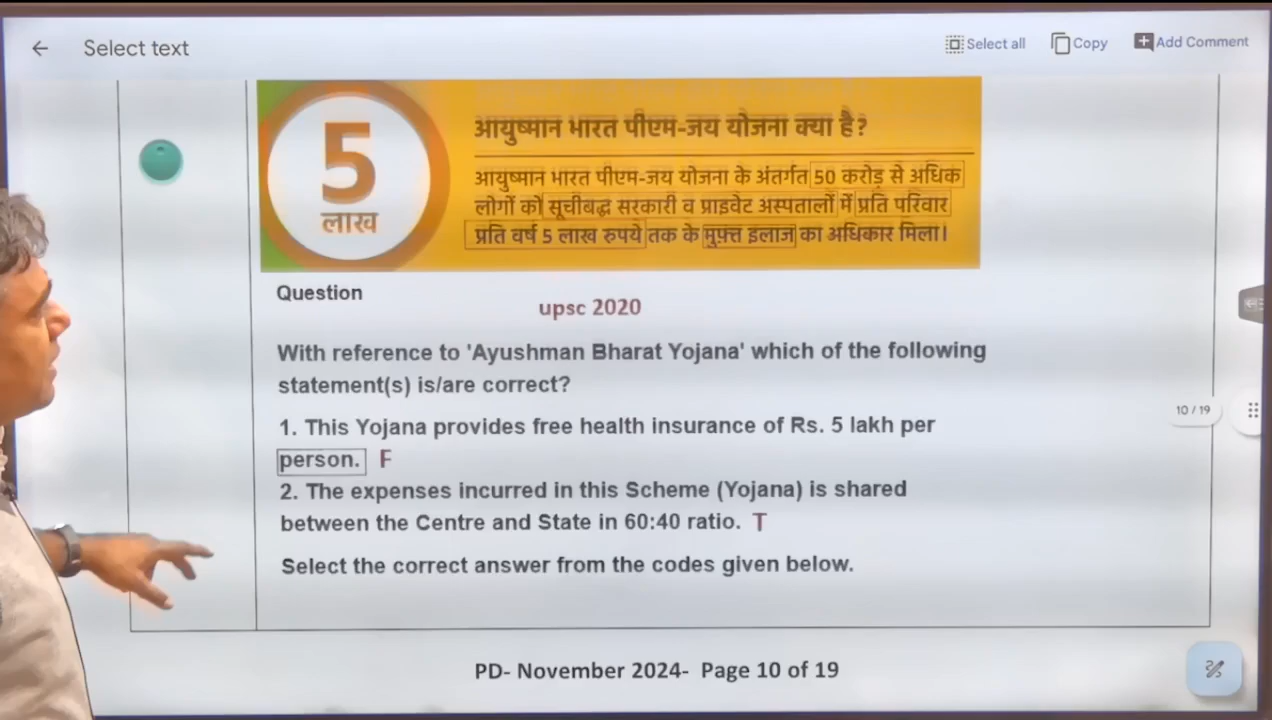 Select text
Select all
Copy
Add Comment
5
लाख
आयुष्मान भारत पीएम-जय योजना क्या है?
आयुष्मान भारत पीएम-जय योजना के अंतर्गत 50 करोड़ से अधिक
लोगों को सूचीबद्ध सरकारी व प्राइवेट अस्पतालों में प्रति परिवार
प्रति वर्ष 5 लाख रुपये तक के मुफ़्त इलाज का अधिकार मिला।
Question
upsc 2020
With reference to 'Ayushman Bharat Yojana' which of the following
statement(s) is/are correct?
1. This Yojana provides free health insurance of Rs. 5 lakh per
person. F
2. The expenses incurred in this Scheme (Yojana) is shared
between the Centre and State in 60:40 ratio. T
Select the correct answer from the codes given below.
10 / 19
PD- November 2024- Page 10 of 19